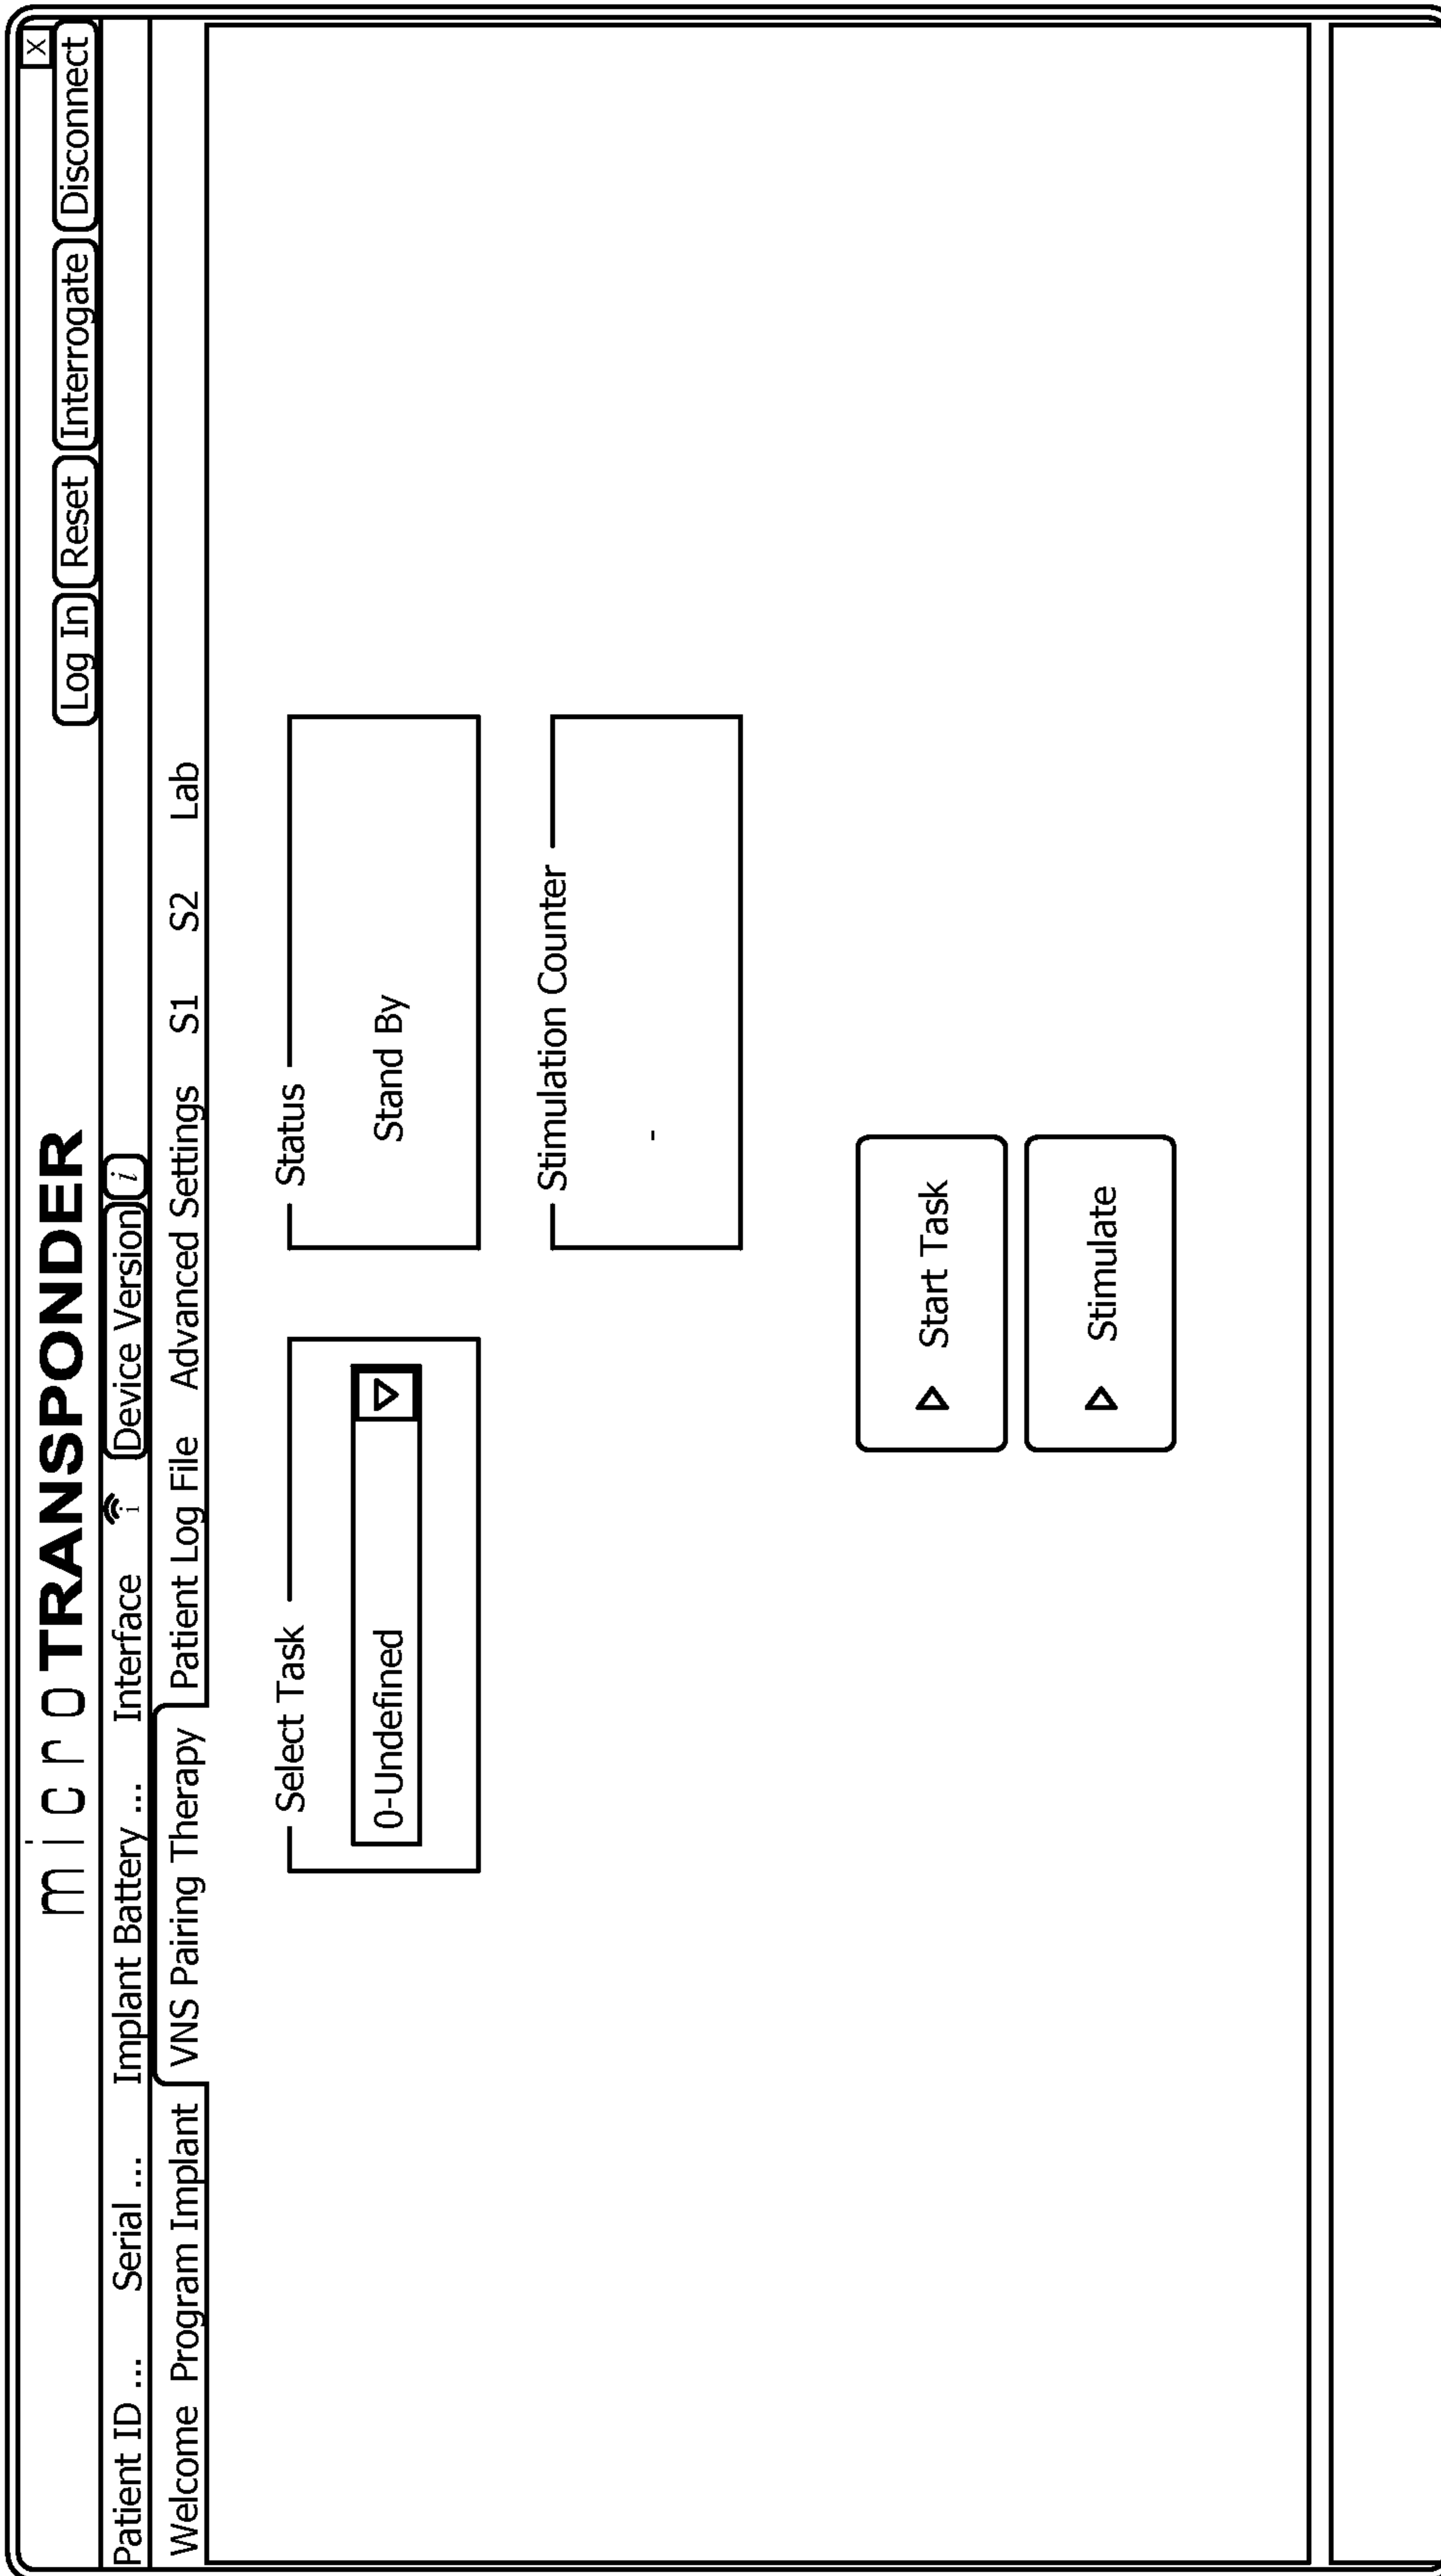 X
microTRANSPONDER
Log In Reset Interrogate Disconnect
Patient ID ... Serial ... Implant Battery ... Interface i Device Version i
Welcome Program Implant VNS Pairing Therapy Patient Log File Advanced Settings S1 S2 Lab
Select Task Status
0-Undefined Stand By
Stimulation Counter
-
Start Task
Stimulate